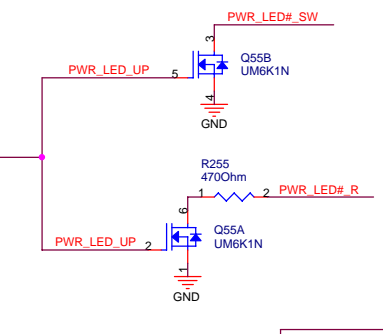 PWR_LED#_SW
3
Q55B
UM6K1N
PWR_LED_UP
5
4
GND
R255
470Ohm
1
2
PWR_LED#_R
6
Q55A
UM6K1N
PWR_LED_UP
2
1
GND